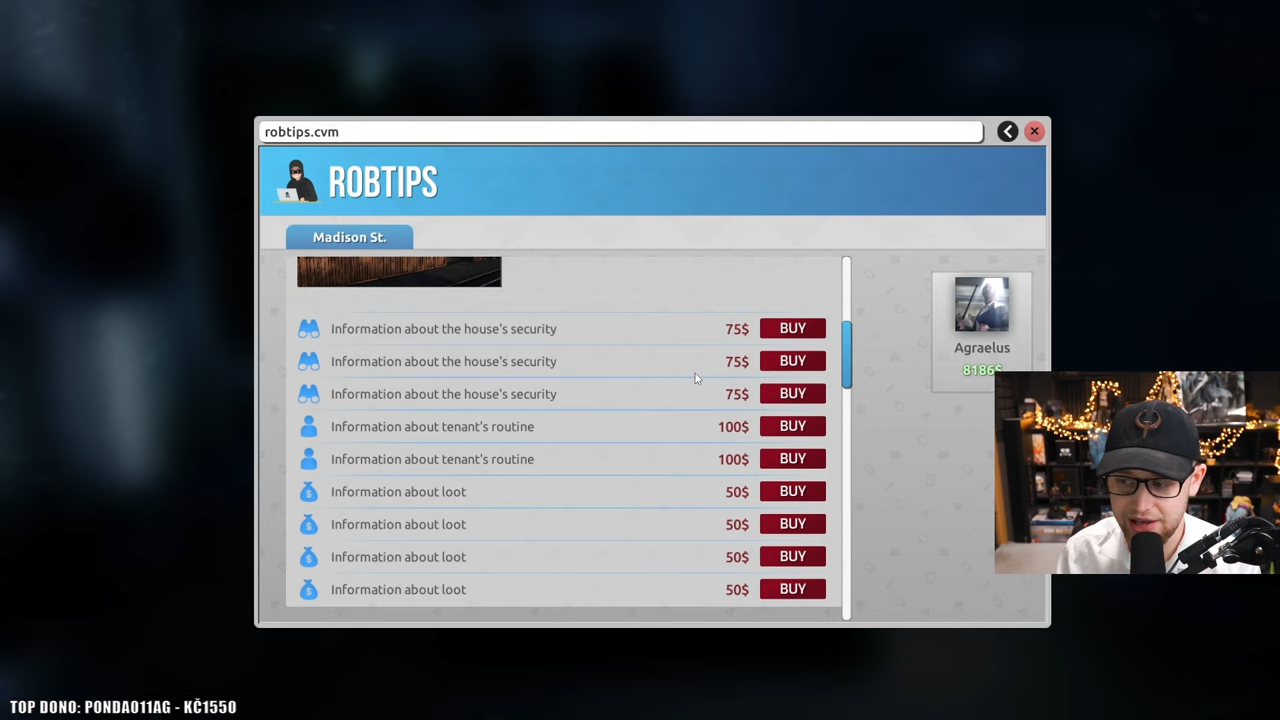 robtips.cvm
ROBTIPS
Madison St.
Information about the house's security 75$ BUY
Information about the house's security 75$ BUY
Information about the house's security 75$ BUY
Information about tenant's routine 100$ BUY
Information about tenant's routine 100$ BUY
Information about loot 50$ BUY
Information about loot 50$ BUY
Information about loot 50$ BUY
Information about loot 50$ BUY
Agraelus
8186$
TOP DONO: PONDA011AG - KČ1550